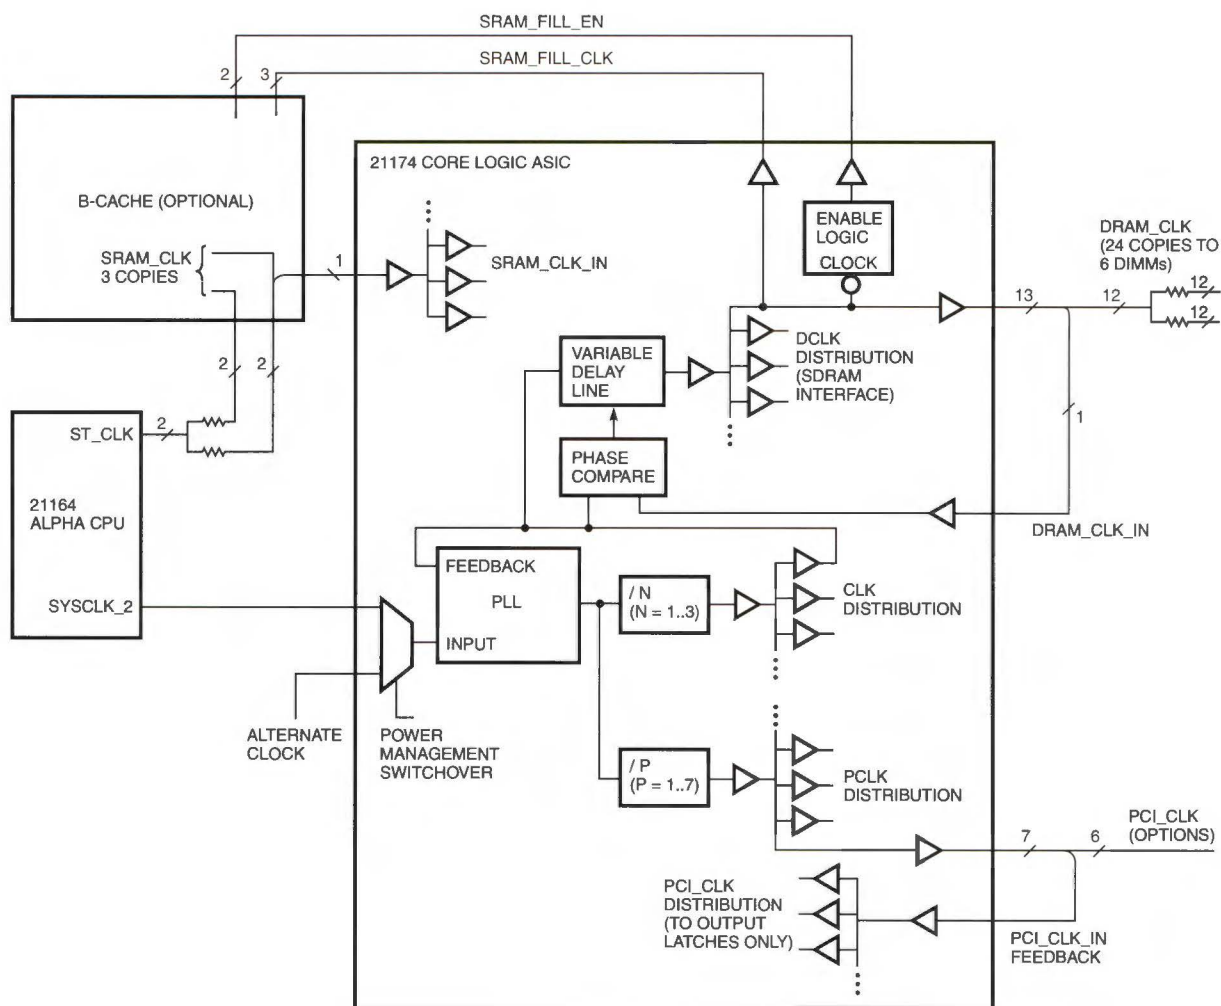 SRAM_FILL_EN
SRAM_FILL_CLK
2
3
21174 CORE LOGIC ASIC
B-CACHE (OPTIONAL)
SRAM_CLK
3 COPIES
1
SRAM_CLK_IN
ENABLE
LOGIC
CLOCK
DRAM_CLK
(24 COPIES TO
6 DIMMs)
13
12
12
12
2
2
VARIABLE
DELAY
LINE
DCLK
DISTRIBUTION
(SDRAM
INTERFACE)
1
ST_CLK
2
PHASE
COMPARE
21164
ALPHA CPU
DRAM_CLK_IN
FEEDBACK
PLL
INPUT
/ N
(N = 1..3)
CLK
DISTRIBUTION
SYSCLK_2
ALTERNATE
CLOCK
POWER
MANAGEMENT
SWITCHOVER
/ P
(P = 1..7)
PCLK
DISTRIBUTION
7
6
PCI_CLK
(OPTIONS)
PCI_CLK
DISTRIBUTION
(TO OUTPUT
LATCHES ONLY)
PCI_CLK_IN
FEEDBACK